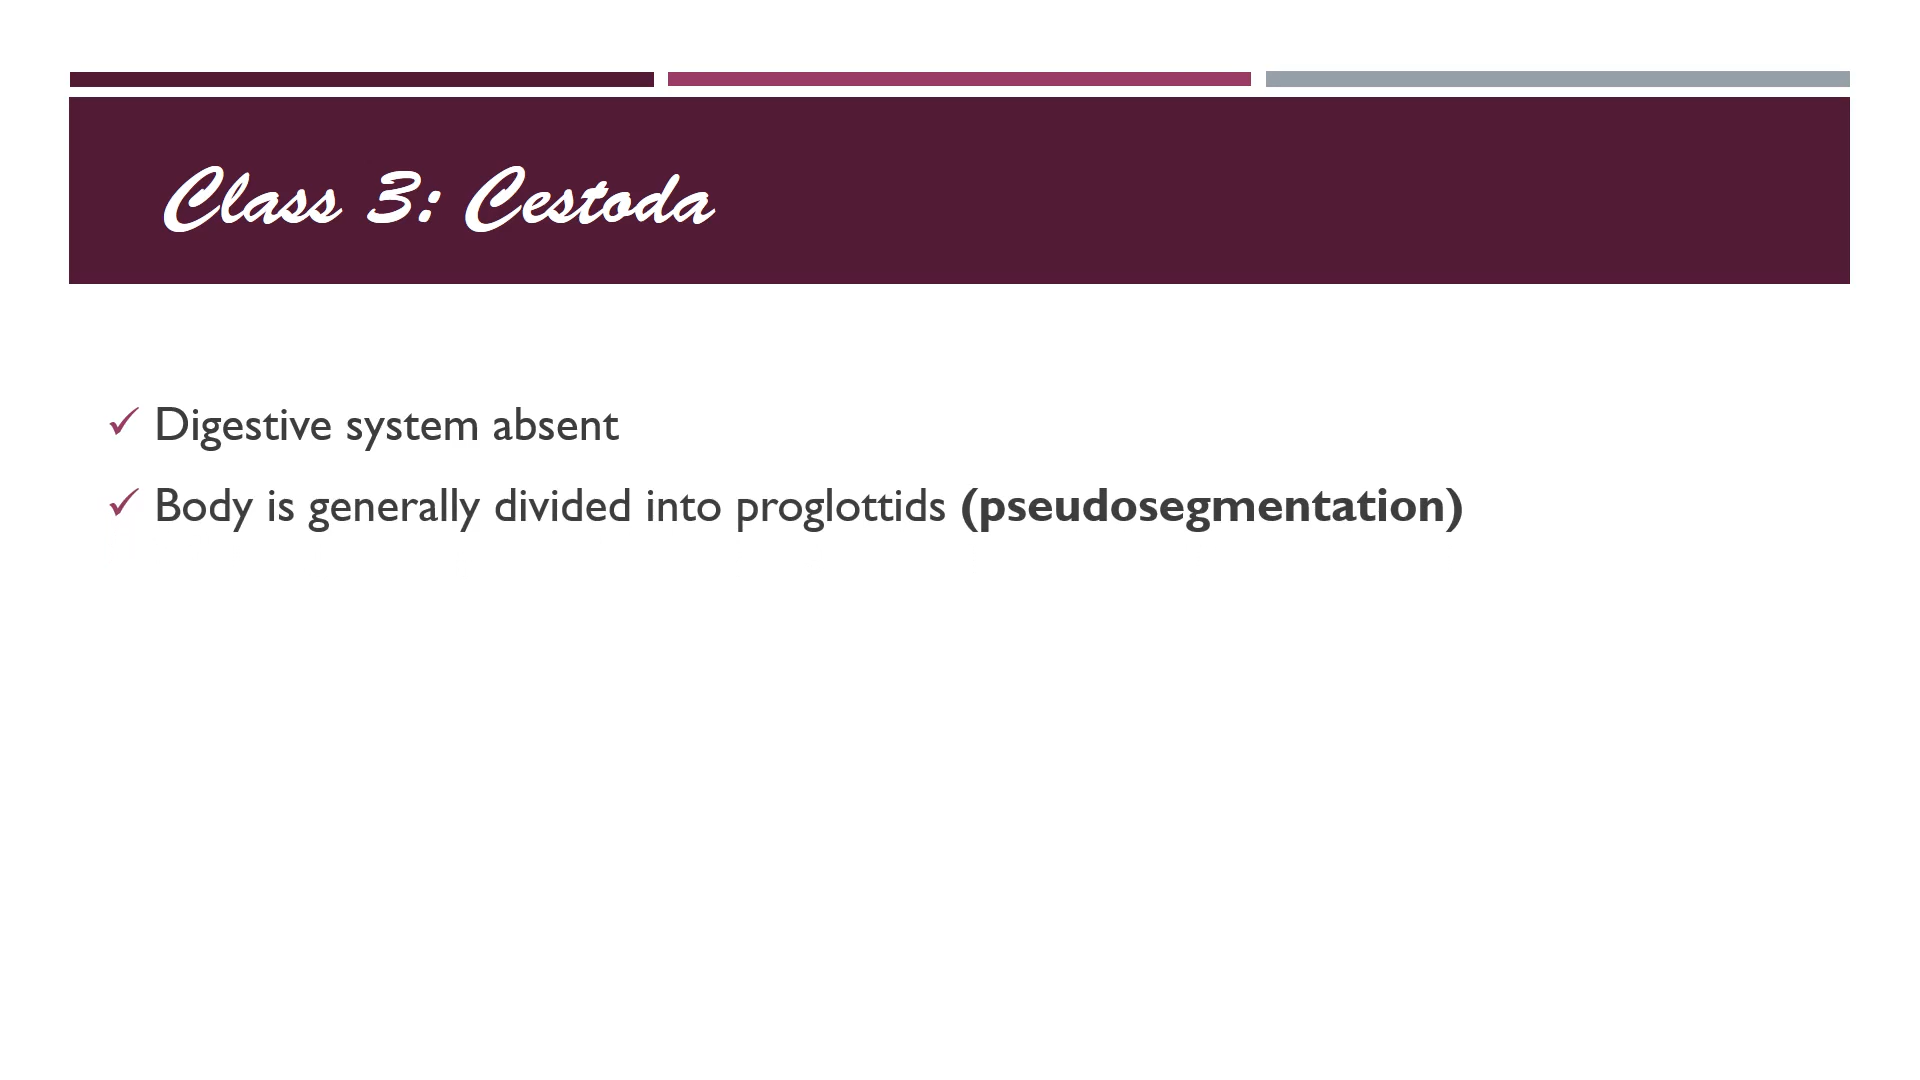 Class 3: Cestoda
✓ Digestive system absent
✓ Body is generally divided into proglottids (pseudosegmentation)